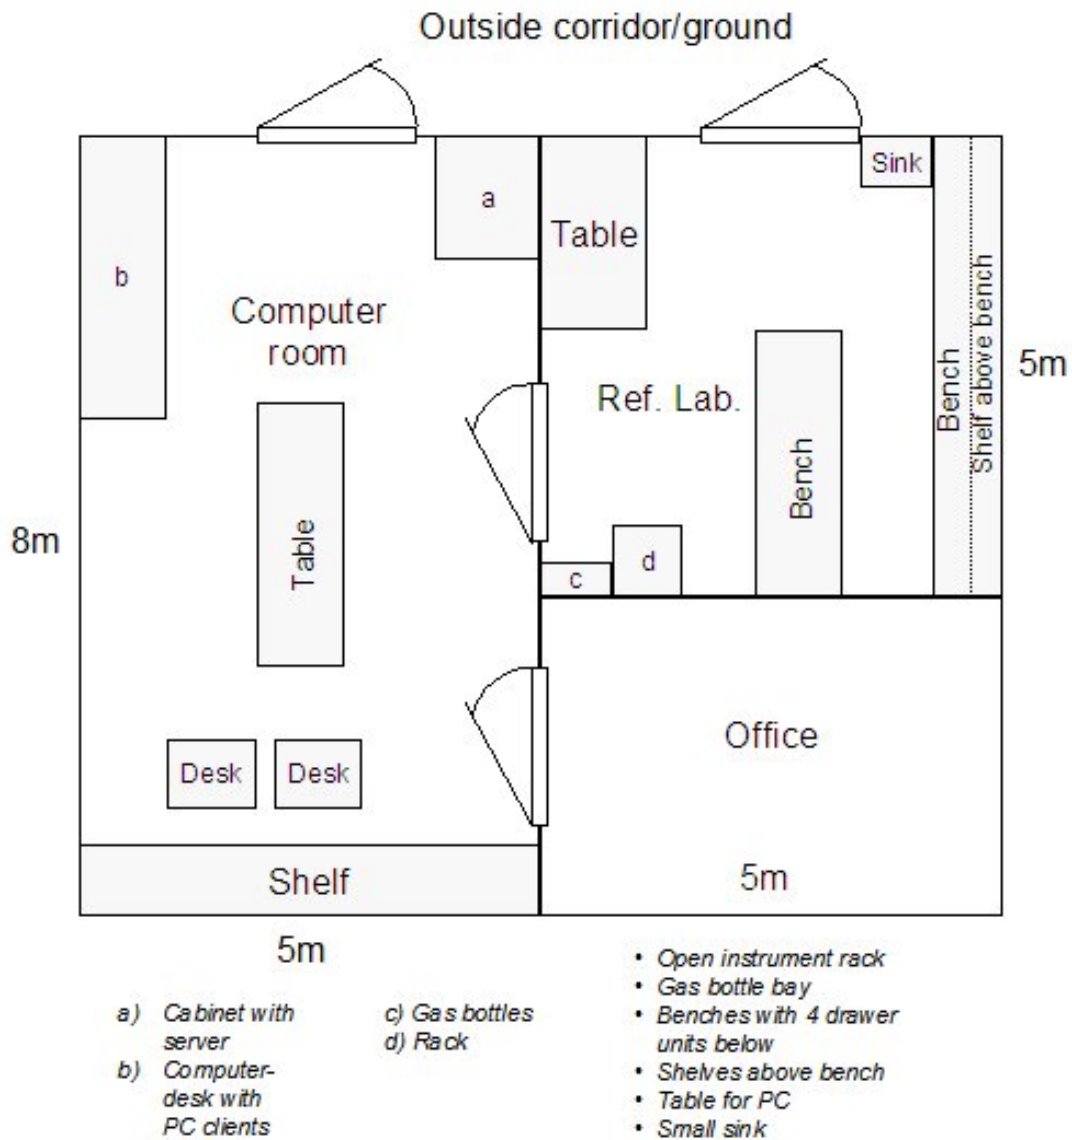 Outside corridor/ground
Sink
a
Table
b
Computer
room
Shelf above bench
Bench
5m
Ref. Lab.
Bench
8m
Table
d
c
Office
Desk
Desk
Shelf
5m
5m
a) Cabinet with
server
b) Computer-
desk with
PC clients
c) Gas bottles
d) Rack
• Open instrument rack
• Gas bottle bay
• Benches with 4 drawer
units below
• Shelves above bench
• Table for PC
• Small sink